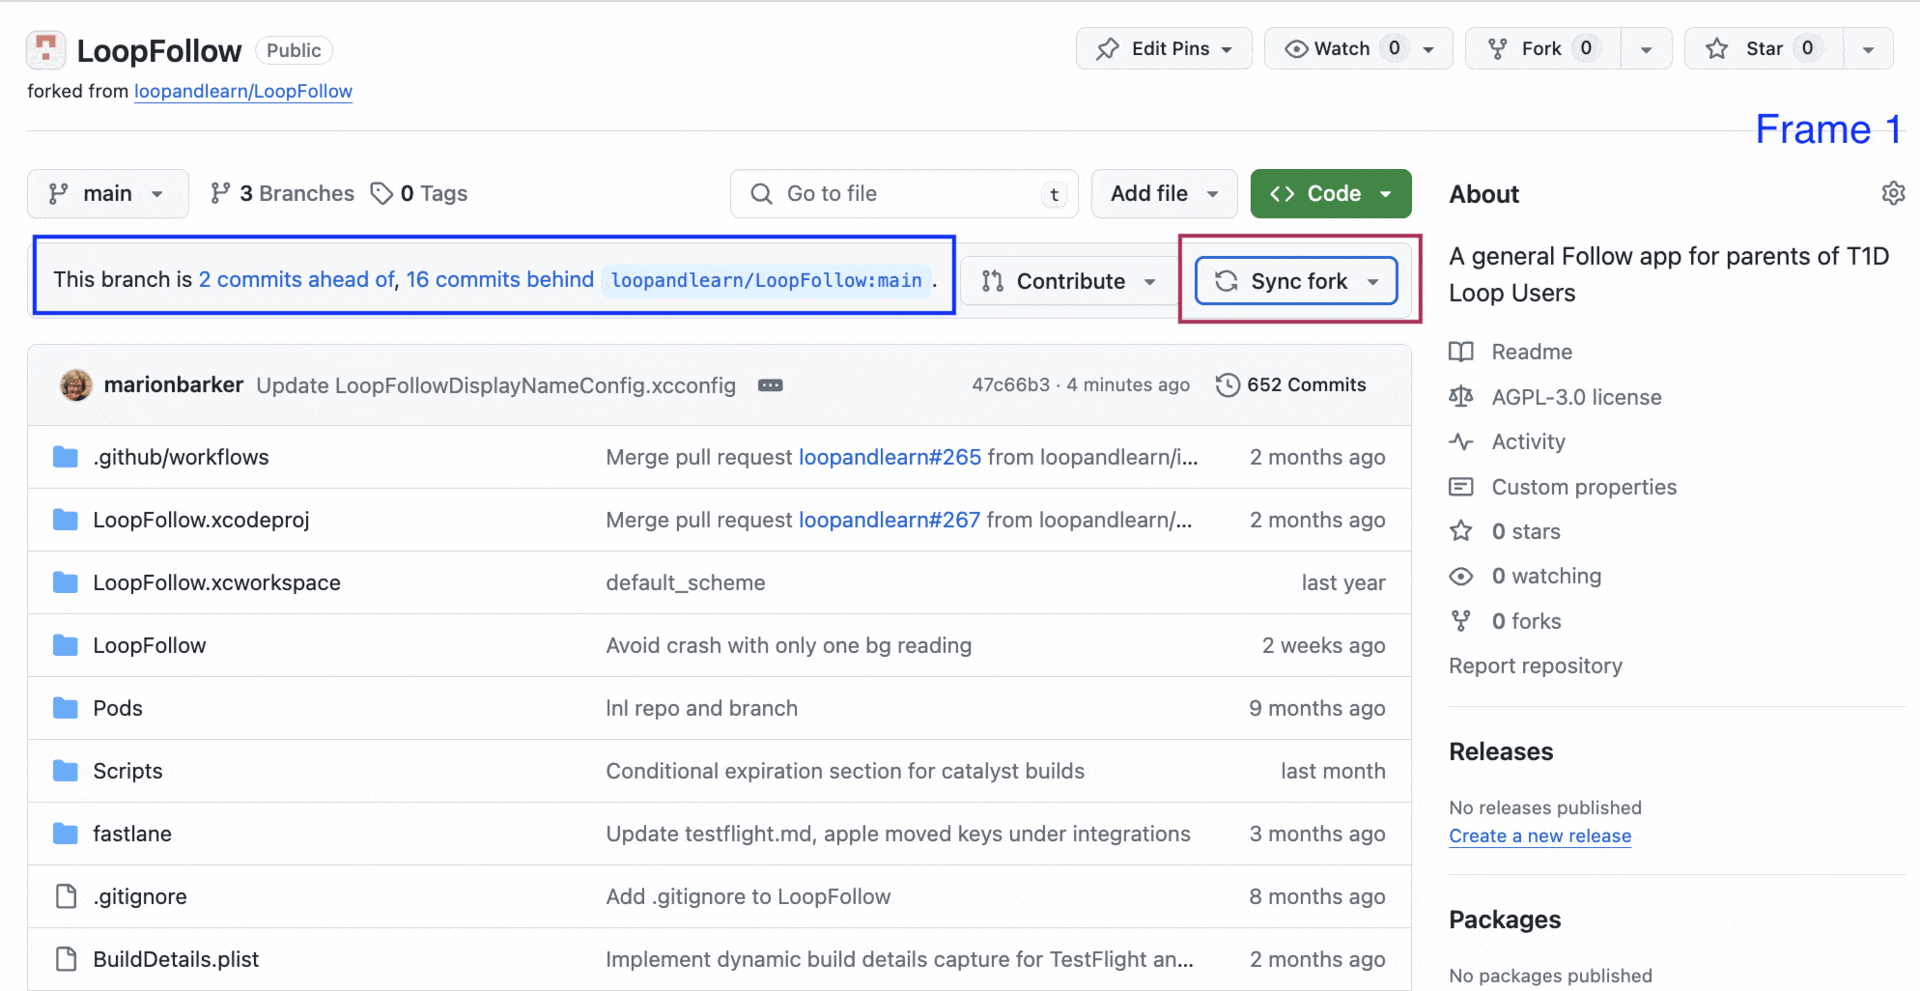 LoopFollow Public
Edit Pins Watch 0 Fork 0 Star 0
forked from loopandlearn/LoopFollow
Frame 1
main 3 Branches 0 Tags Go to file t Add file Code
This branch is 2 commits ahead of, 16 commits behind loopandlearn/LoopFollow:main . Contribute Sync fork
marionbarker Update LoopFollowDisplayNameConfig.xcconfig 47c66b3 · 4 minutes ago 652 Commits
.github/workflows Merge pull request loopandlearn#265 from loopandlearn/i... 2 months ago
LoopFollow.xcodeproj Merge pull request loopandlearn#267 from loopandlearn/... 2 months ago
LoopFollow.xcworkspace default_scheme last year
LoopFollow Avoid crash with only one bg reading 2 weeks ago
Pods lnl repo and branch 9 months ago
Scripts Conditional expiration section for catalyst builds last month
fastlane Update testflight.md, apple moved keys under integrations 3 months ago
.gitignore Add .gitignore to LoopFollow 8 months ago
BuildDetails.plist Implement dynamic build details capture for TestFlight an... 2 months ago
About
A general Follow app for parents of T1D
Loop Users
Readme
AGPL-3.0 license
Activity
Custom properties
0 stars
0 watching
0 forks
Report repository
Releases
No releases published
Create a new release
Packages
No packages published